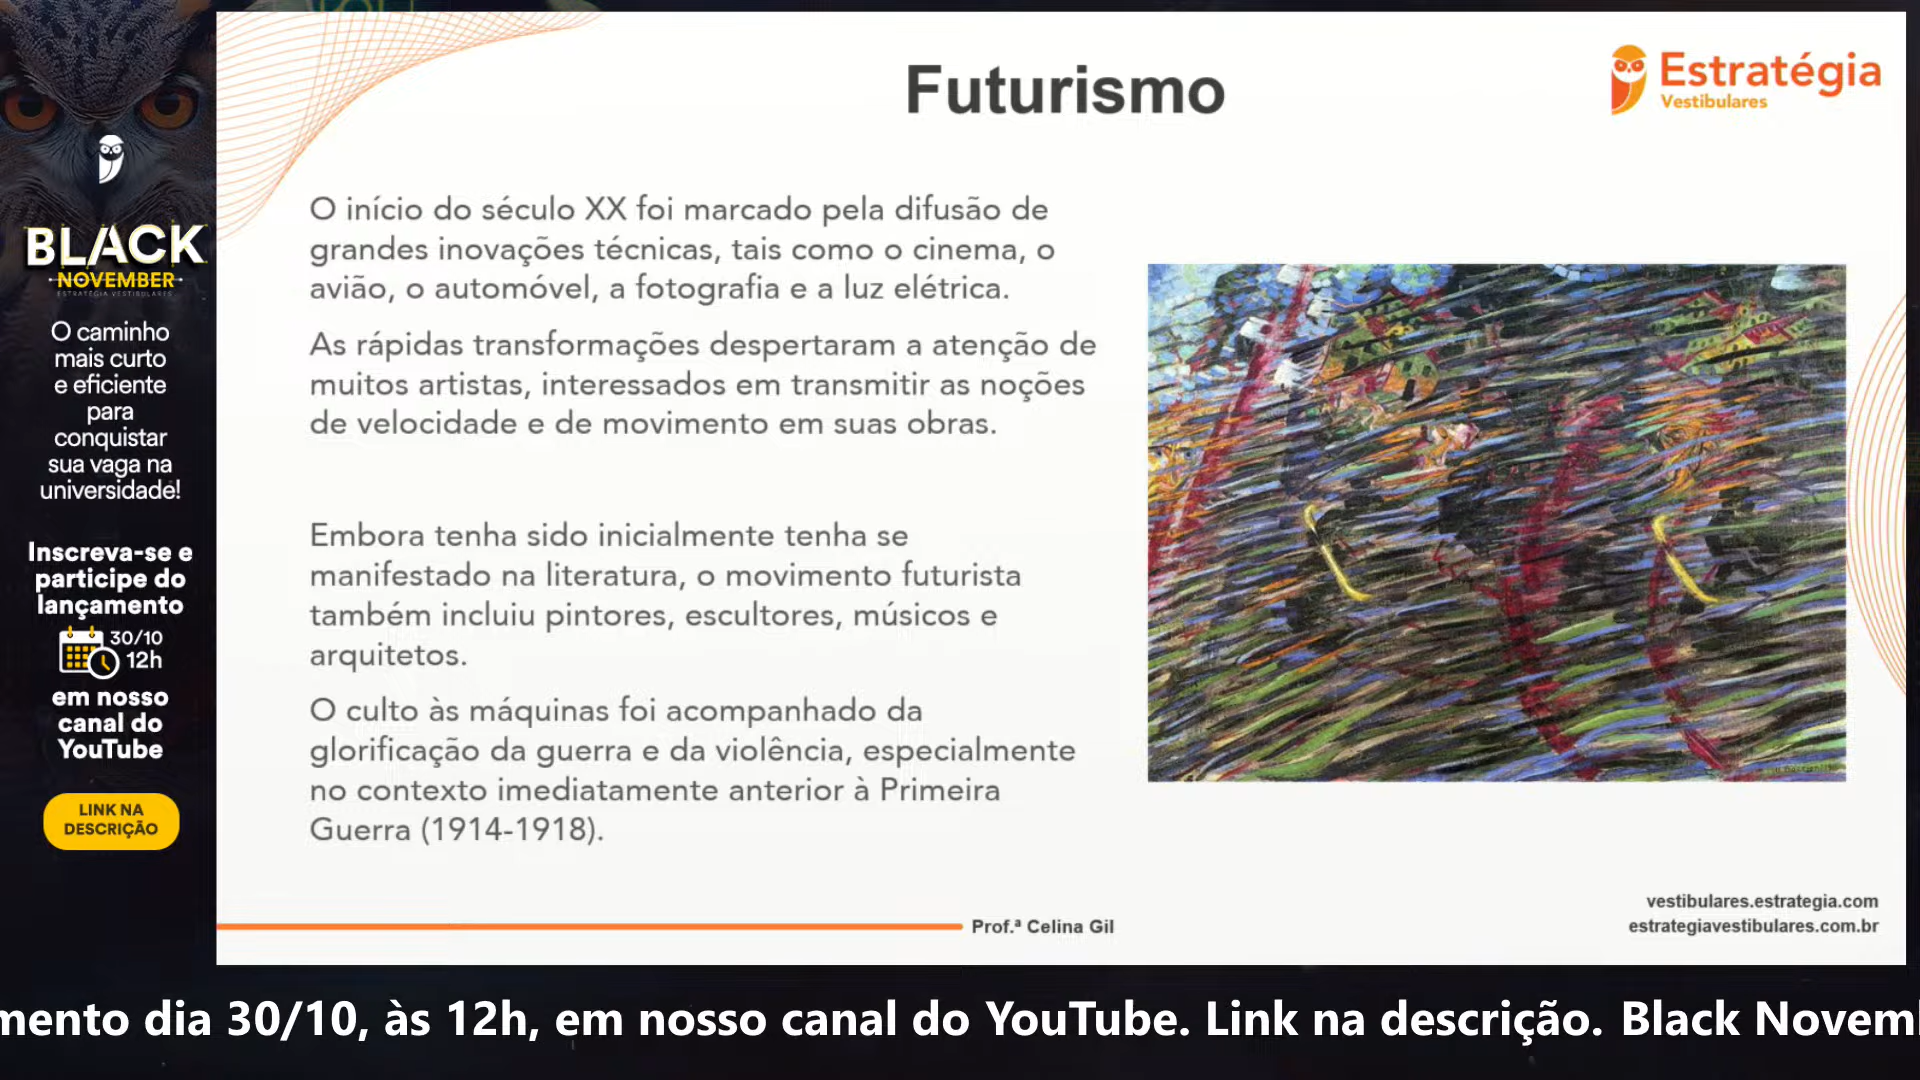 BLACK
NOVEMBER
ESTRATÉGIA VESTIBULARES
O caminho
mais curto
e eficiente
para
conquistar
sua vaga na
universidade!
Inscreva-se e
participe do
lançamento
30/10
12h
em nosso
canal do
YouTube
LINK NA
DESCRIÇÃO
Futurismo
Estratégia
Vestibulares
O início do século XX foi marcado pela difusão de
grandes inovações técnicas, tais como o cinema, o
avião, o automóvel, a fotografia e a luz elétrica.
As rápidas transformações despertaram a atenção de
muitos artistas, interessados em transmitir as noções
de velocidade e de movimento em suas obras.
Embora tenha sido inicialmente tenha se
manifestado na literatura, o movimento futurista
também incluiu pintores, escultores, músicos e
arquitetos.
O culto às máquinas foi acompanhado da
glorificação da guerra e da violência, especialmente
no contexto imediatamente anterior à Primeira
Guerra (1914-1918).
Prof.ª Celina Gil
vestibulares.estrategia.com
estrategiavestibulares.com.br
mento dia 30/10, às 12h, em nosso canal do YouTube. Link na descrição. Black Novem